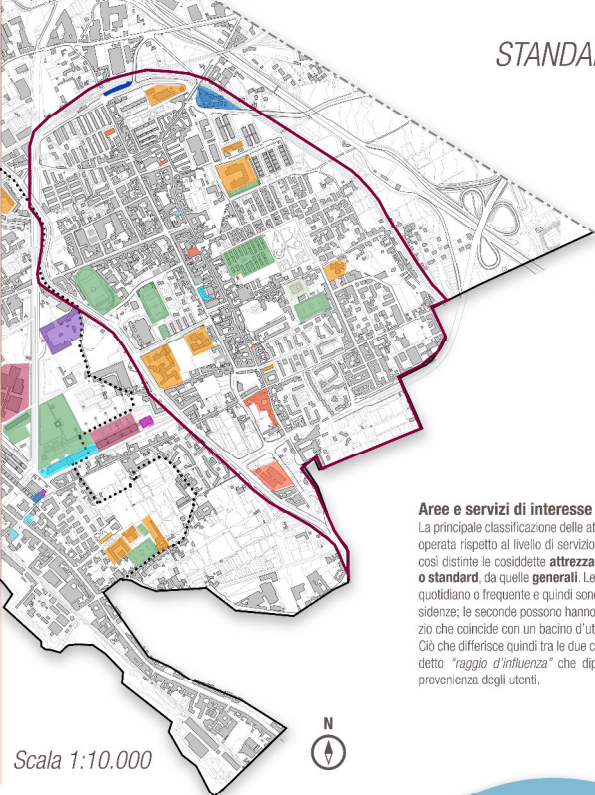 STANDA
Aree e servizi di interesse
La principale classificazione delle at
operata rispetto al livello di servizio
così distinte le cosiddette attrezza
o standard, da quelle generali. Le
quotidiano o frequente e quindi sono
sidenze; le seconde possono hanno
zio che coincide con un bacino d'ut
Ciò che differisce quindi tra le due c
detto "raggio d'influenza" che dip
provenienza degli utenti.
N
Scala 1:10.000